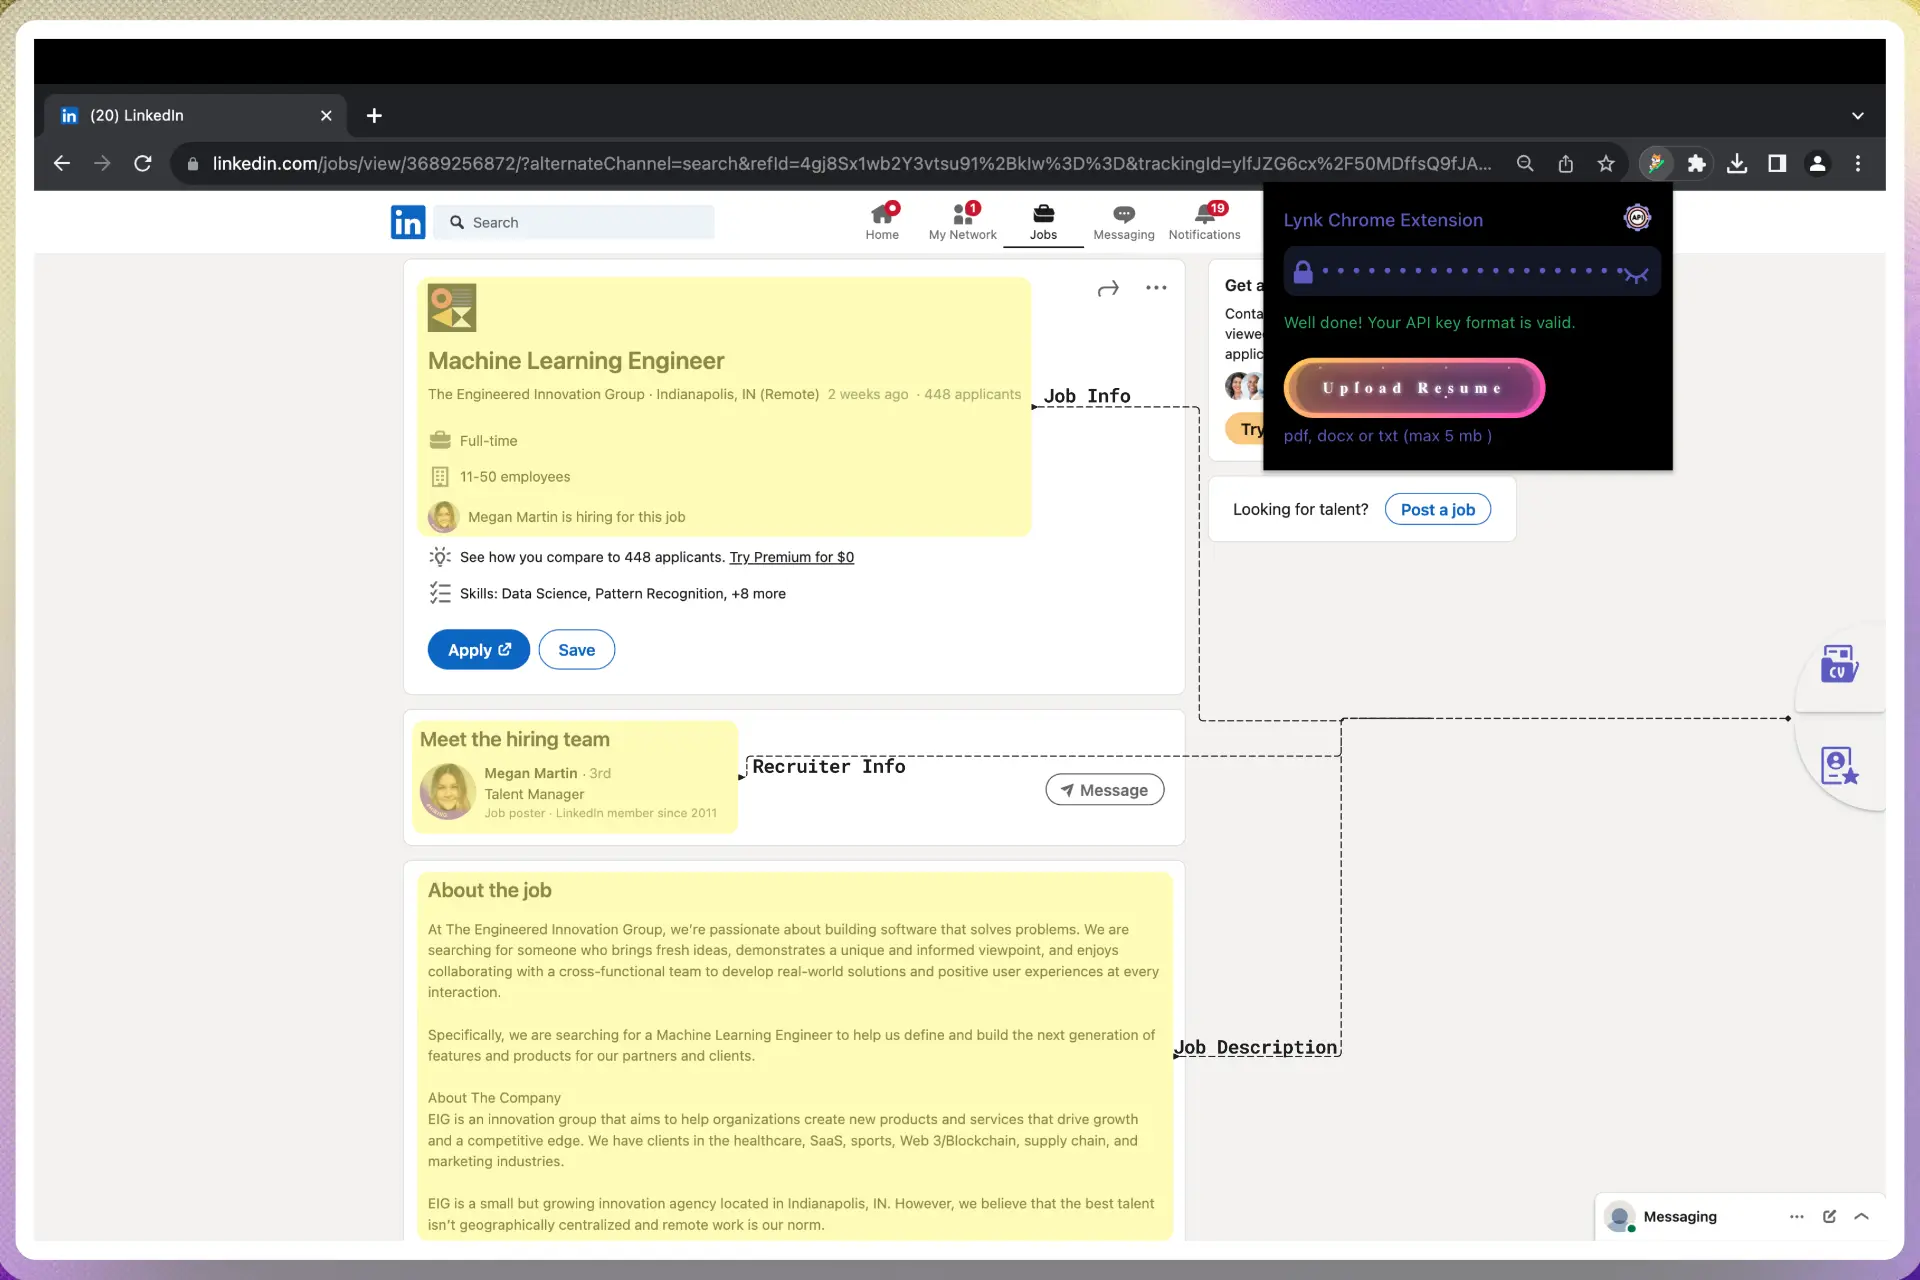 (20) LinkedIn
linkedin.com/jobs/view/3689256872/?alternateChannel=search&refId=4gj8Sx1wb2Y3vtsu91%2BkIw%3D%3D&trackingId=yIfJZG6cx%2F50MDffsQ9fJA...
in
Search
1
19
Home
My Network
Jobs
Messaging
Notifications
Lynk Chrome Extension
API
Well done! Your API key format is valid.
Upload Resume
pdf, docx or txt (max 5 mb )
Machine Learning Engineer
The Engineered Innovation Group · Indianapolis, IN (Remote) 2 weeks ago · 448 applicants
Job Info
Full-time
11-50 employees
Megan Martin is hiring for this job
See how you compare to 448 applicants. Try Premium for $0
Skills: Data Science, Pattern Recognition, +8 more
Apply
Save
Get a
Conta
viewe
applic
Try
Looking for talent?
Post a job
CV
Meet the hiring team
Megan Martin · 3rd
Talent Manager
Job poster · LinkedIn member since 2011
Recruiter Info
Message
About the job
At The Engineered Innovation Group, we’re passionate about building software that solves problems. We are
searching for someone who brings fresh ideas, demonstrates a unique and informed viewpoint, and enjoys
collaborating with a cross-functional team to develop real-world solutions and positive user experiences at every
interaction.
Specifically, we are searching for a Machine Learning Engineer to help us define and build the next generation of
features and products for our partners and clients.
Job Description
About The Company
EIG is an innovation group that aims to help organizations create new products and services that drive growth
and a competitive edge. We have clients in the healthcare, SaaS, sports, Web 3/Blockchain, supply chain, and
marketing industries.
EIG is a small but growing innovation agency located in Indianapolis, IN. However, we believe that the best talent
isn’t geographically centralized and remote work is our norm.
Messaging